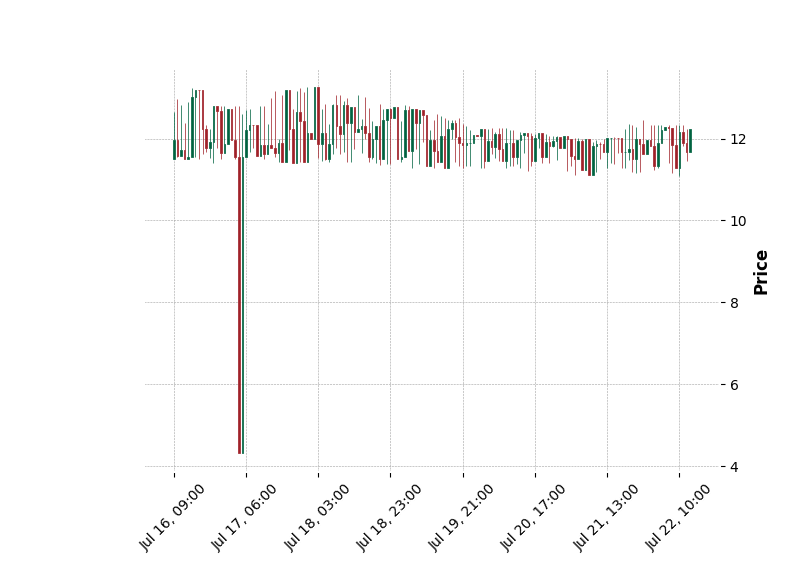 12
10
8
6
4
Price
Jul 16, 09:00
Jul 17, 06:00
Jul 18, 03:00
Jul 18, 23:00
Jul 19, 21:00
Jul 20, 17:00
Jul 21, 13:00
Jul 22, 10:00